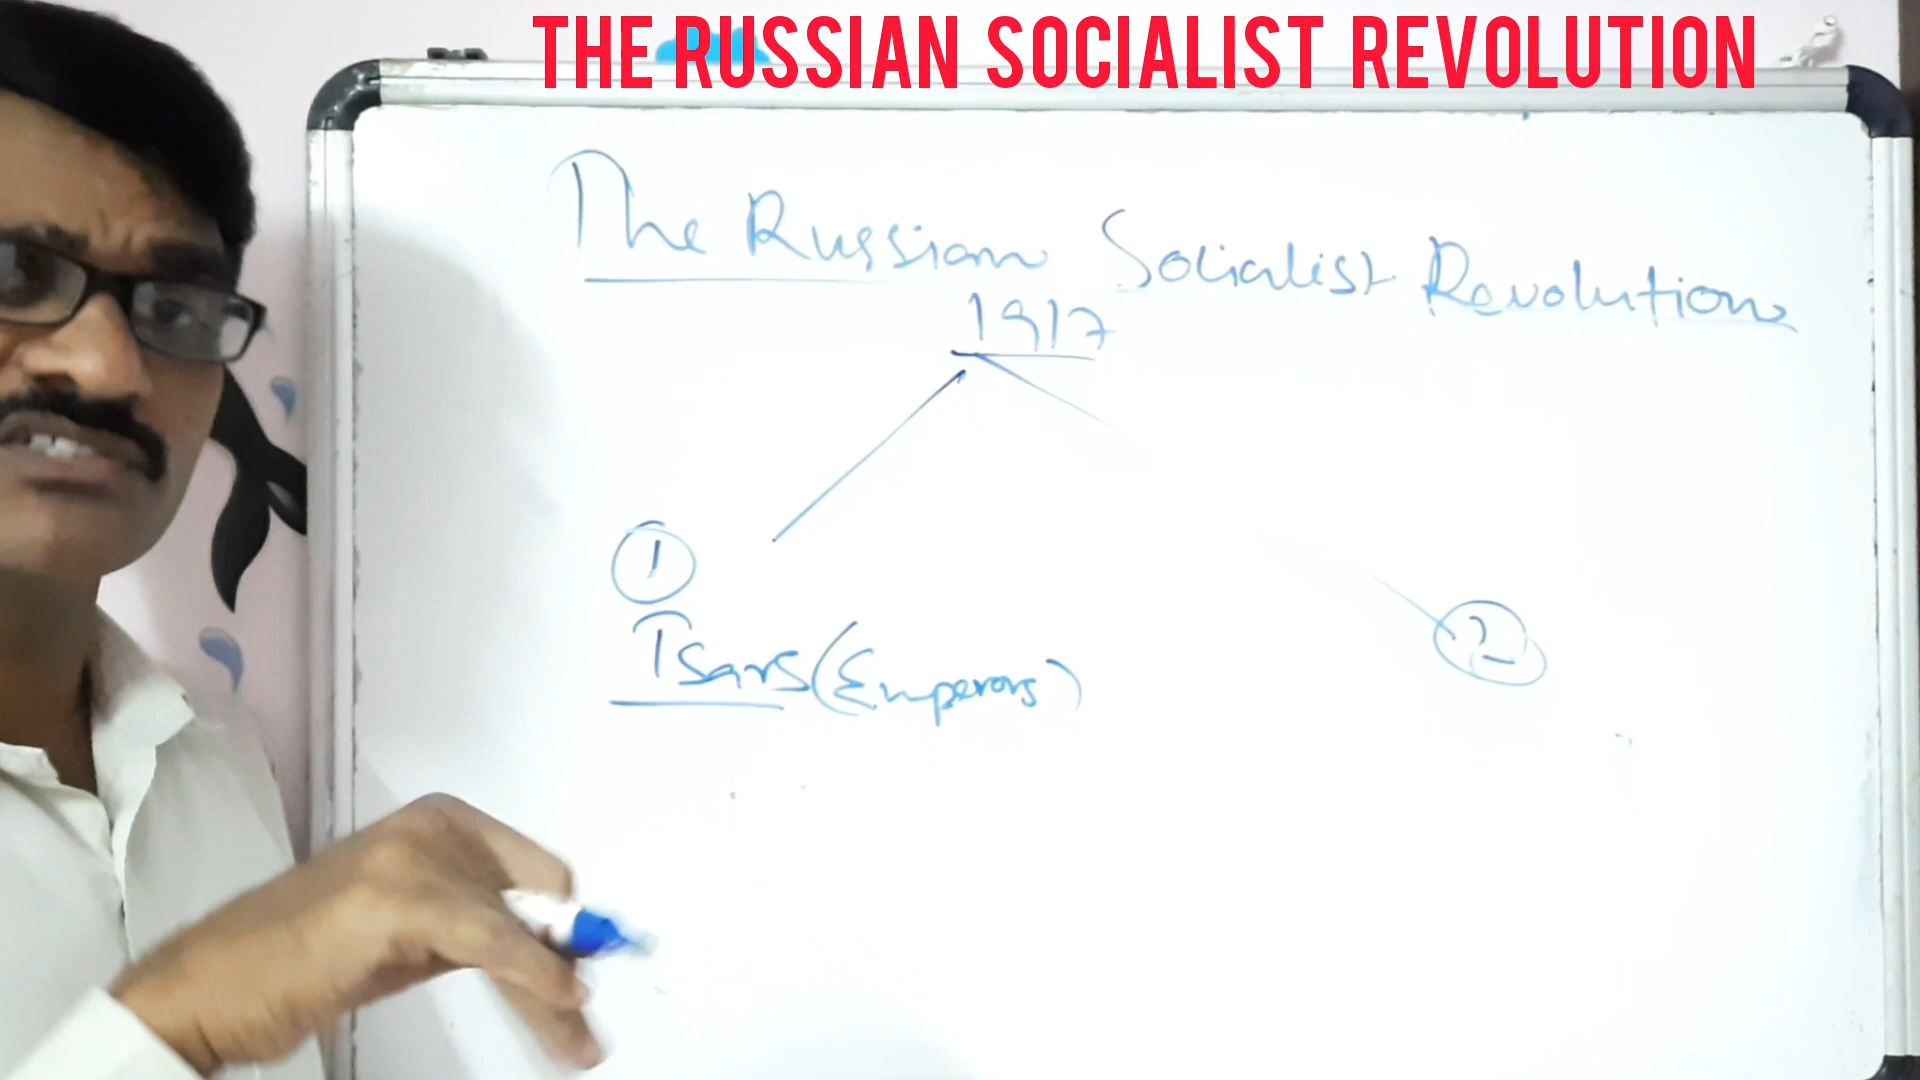 THE RUSSIAN SOCIALIST REVOLUTION
The Russian Socialist Revolution
1917
1
Tsars (Emperors)
2